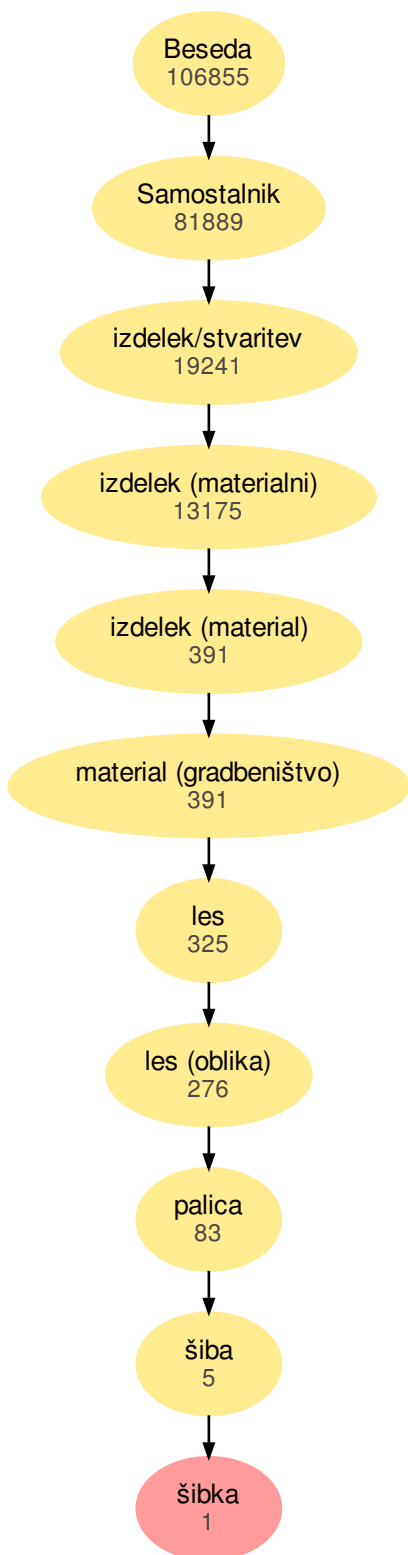 Beseda
106855
Samostalnik
81889
izdelek/stvaritev
19241
izdelek (materialni)
13175
izdelek (material)
391
material (gradbeništvo)
391
les
325
les (oblika)
276
palica
83
šiba
5
šibka
1